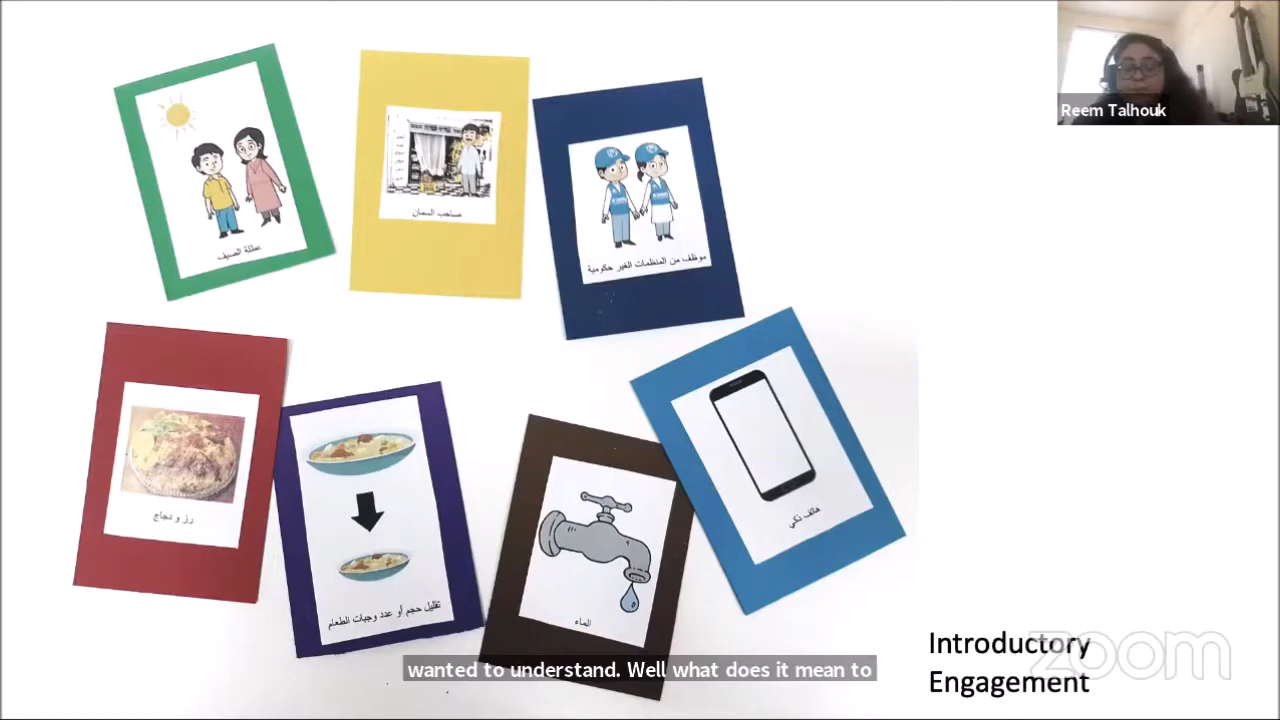 Reem Talhouk
عطلة الصيف
صاحب السمان
موظف من المنظمات الغير حكومية
رز و دجاج
تقليل حجم أو عدد وجبات الطعام
الماء
هاتف ذكي
Introductory
Engagement
zoom
wanted to understand. Well what does it mean to